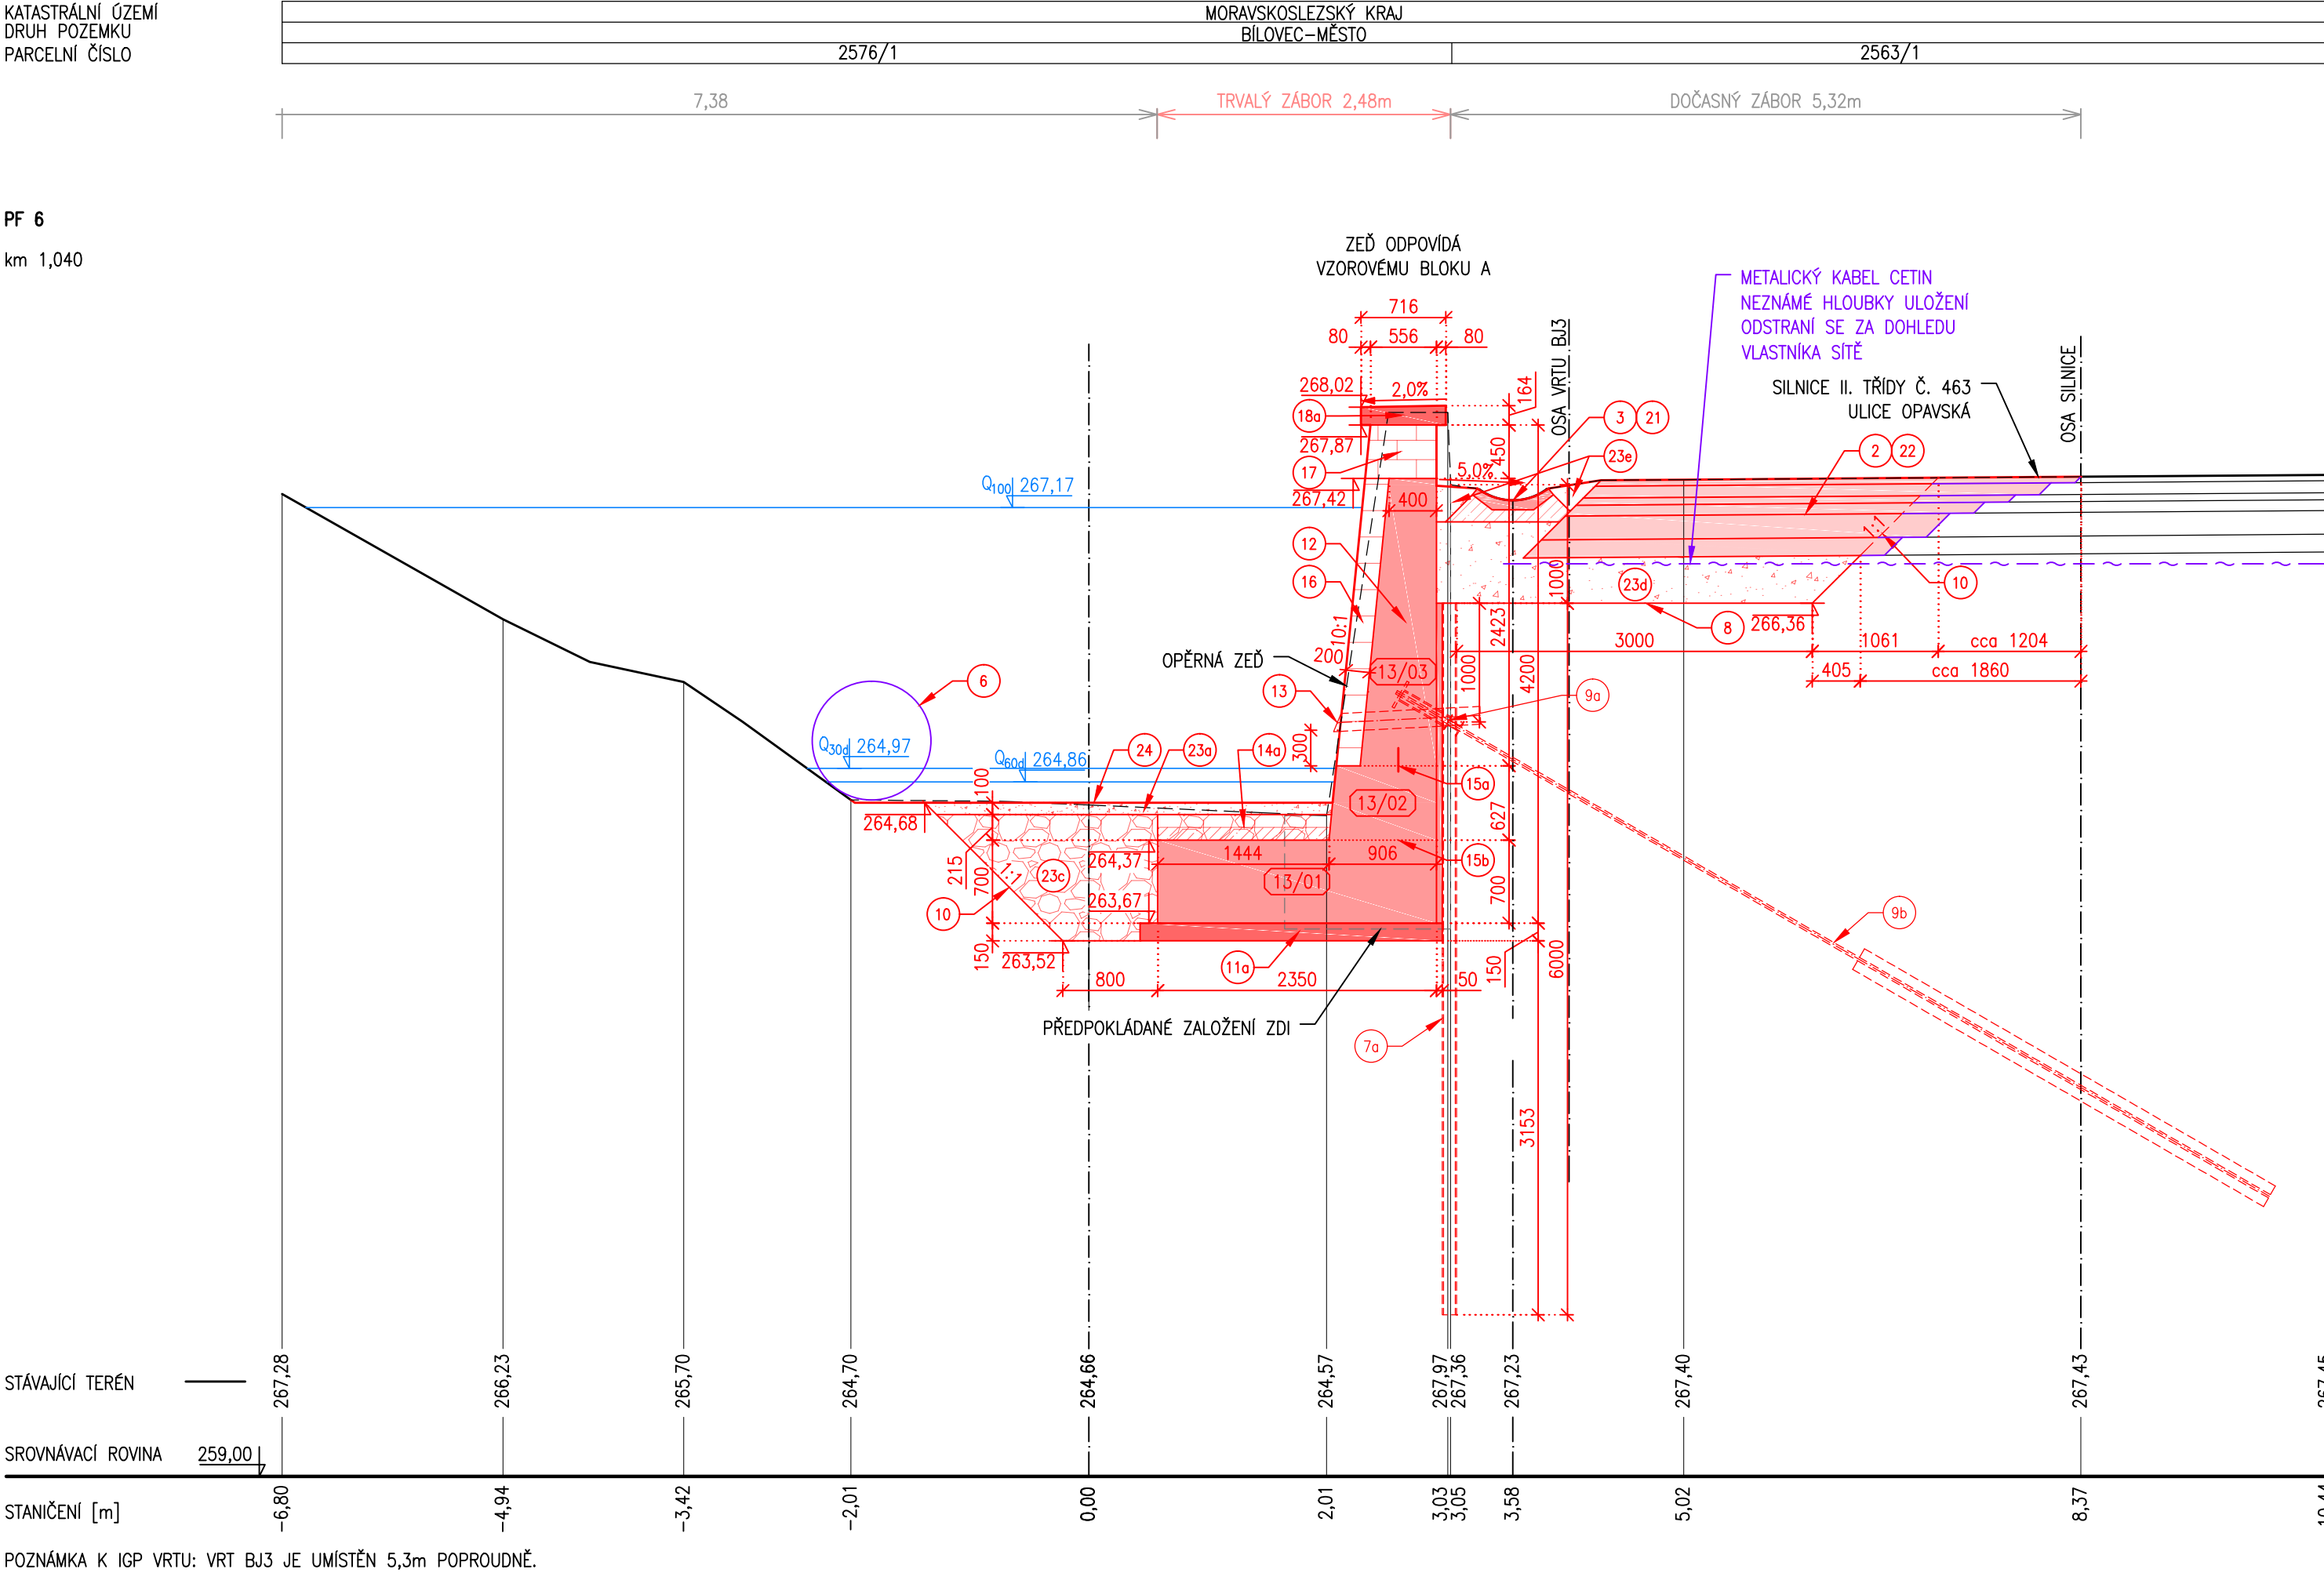 KATASTRÁLNÍ ÚZEMÍ
MORAVSKOSLEZSKÝ KRAJ
DRUH POZEMKU
BÍLOVEC-MĚSTO
PARCELNÍ ČÍSLO
2576/1
2563/1
7,38
TRVALÝ ZÁBOR 2,48m
DOČASNÝ ZÁBOR 5,32m
PF 6
km 1,040
ZEĎ ODPOVÍDÁ
VZOROVÉMU BLOKU A
METALICKÝ KABEL CETIN
NEZNÁMÉ HLOUBKY ULOŽENÍ
ODSTRANÍ SE ZA DOHLEDU
VLASTNÍKA SÍTĚ
716
80
556
80
OSA VRTU BJ3
OSA SILNICE
SILNICE II. TŘÍDY Č. 463
ULICE OPAVSKÁ
268,02
2,0%
164
18a
3
21
267,87
450
23e
2
22
17
5,0%
Q100 267,17
267,42
400
12
1:1
16
1000
23d
10
10:1
2423
8
266,36
3000
1061
cca 1204
OPĚRNÁ ZEĎ
200
13/03
1000
4200
405
cca 1860
6
13
9a
Q30d 264,97
Q60d 264,86
24
23a
14a
300
100
15a
13/02
627
264,68
215
700
1:1
23c
264,37
1444
906
15b
13/01
263,67
700
10
9b
150
263,52
11a
150
6000
800
2350
50
PŘEDPOKLÁDANÉ ZALOŽENÍ ZDI
7a
3153
STÁVAJÍCÍ TERÉN
267,28
266,23
265,70
264,70
264,66
264,57
267,97
267,36
267,23
267,40
267,43
267,45
SROVNÁVACÍ ROVINA 259,00
STANIČENÍ [m]
-6,80
-4,94
-3,42
-2,01
0,00
2,01
3,03
3,05
3,58
5,02
8,37
POZNÁMKA K IGP VRTU: VRT BJ3 JE UMÍSTĚN 5,3m POPROUDNĚ.